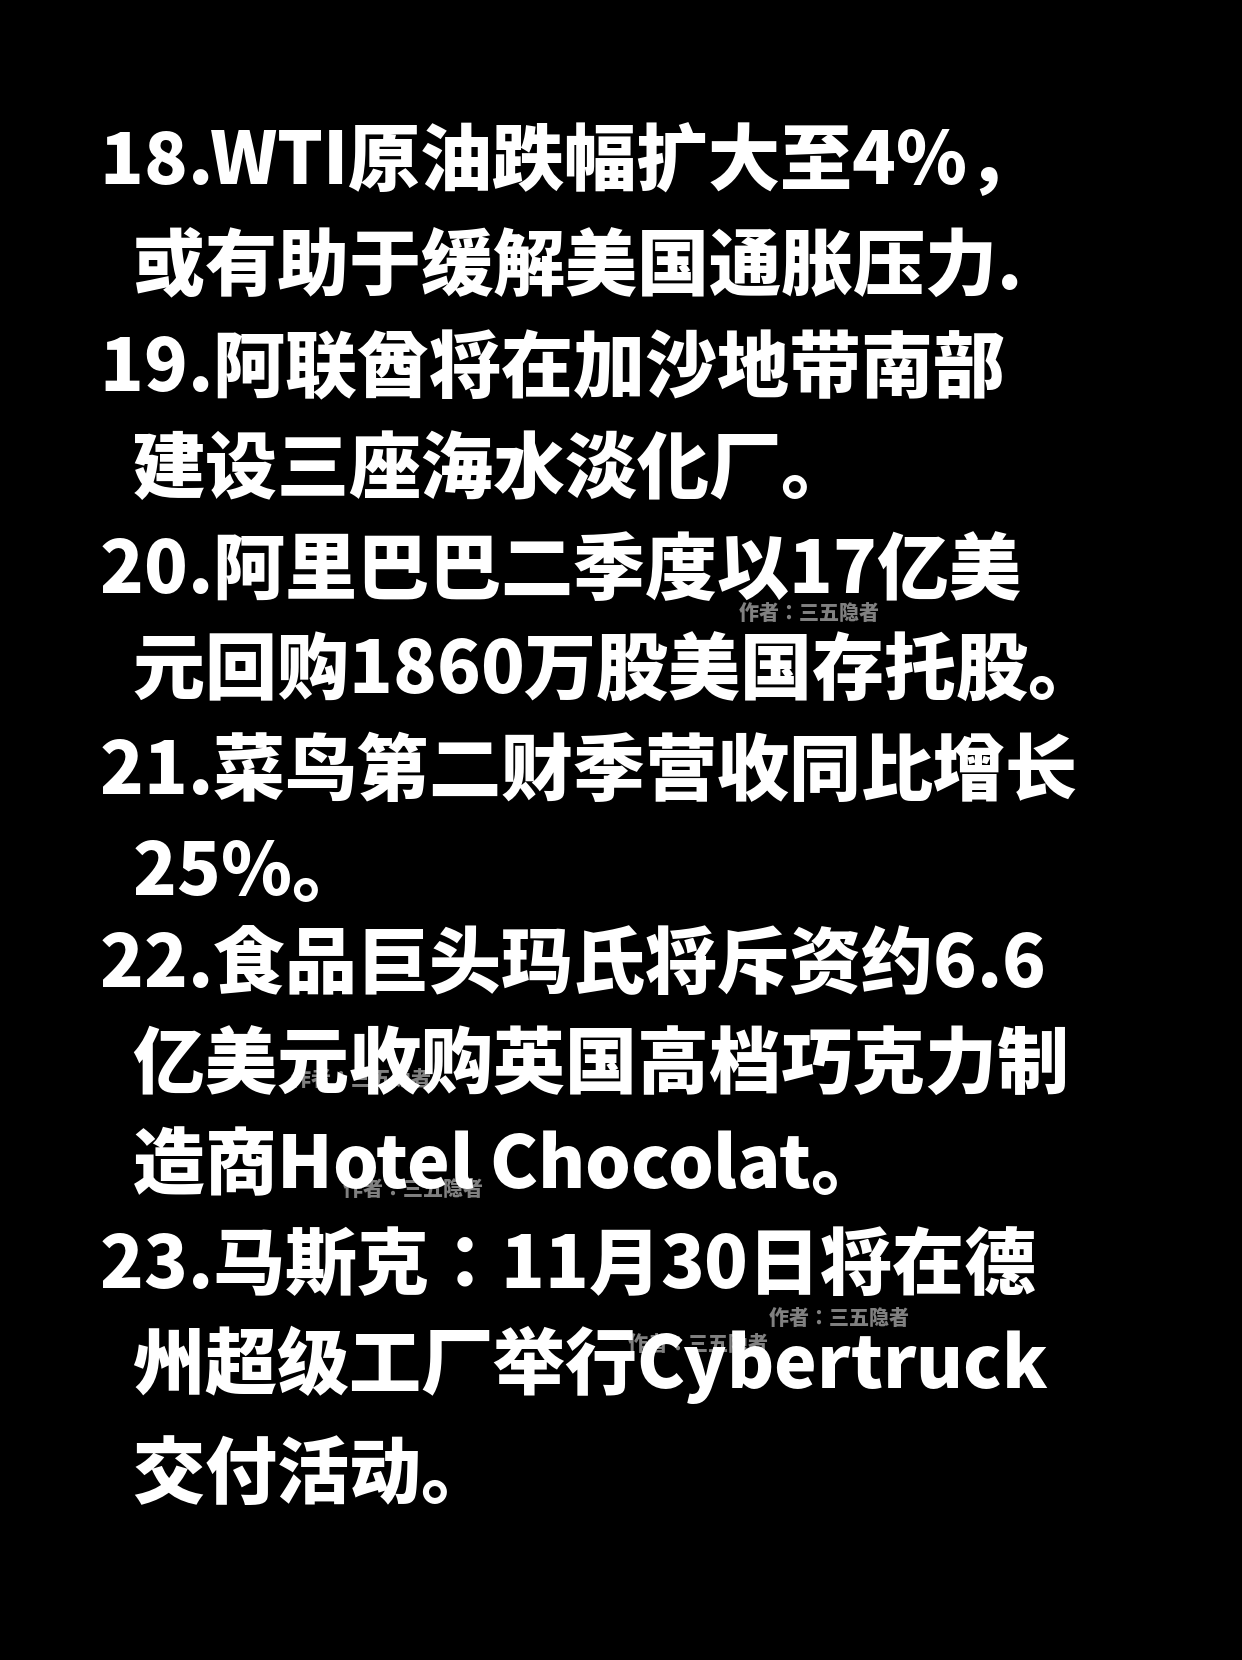 18.WTI原油跌幅扩大至4%，
或有助于缓解美国通胀压力.
19.阿联酋将在加沙地带南部
建设三座海水淡化厂。
20.阿里巴巴二季度以17亿美
作者：三五隐者
元回购1860万股美国存托股。
21.菜鸟第二财季营收同比增长
25%。
22.食品巨头玛氏将斥资约6.6
亿美元收购英国高档巧克力制
作者：三五隐者
造商Hotel Chocolat。
作者：三五隐者
23.马斯克：11月30日将在德
作者：三五隐者
州超级工厂举行Cybertruck
作者：三五隐者
交付活动。